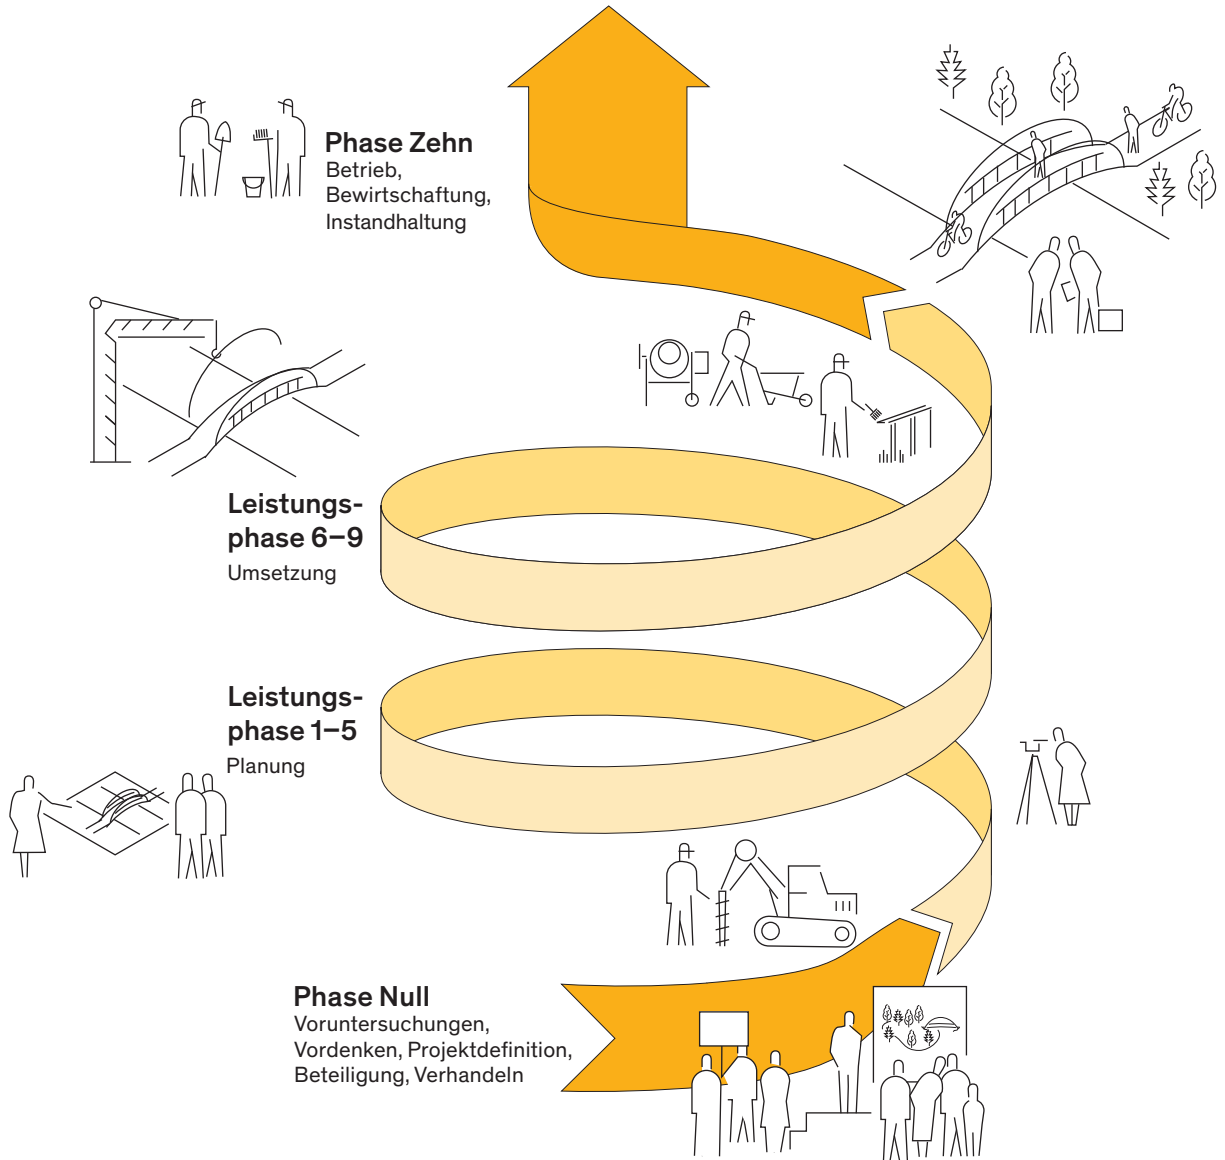 Phase Zehn
Betrieb,
Bewirtschaftung,
Instandhaltung
Leistungs-
phase 6–9
Umsetzung
Leistungs-
phase 1–5
Planung
Phase Null
Voruntersuchungen,
Vordenken, Projektdefinition,
Beteiligung, Verhandeln